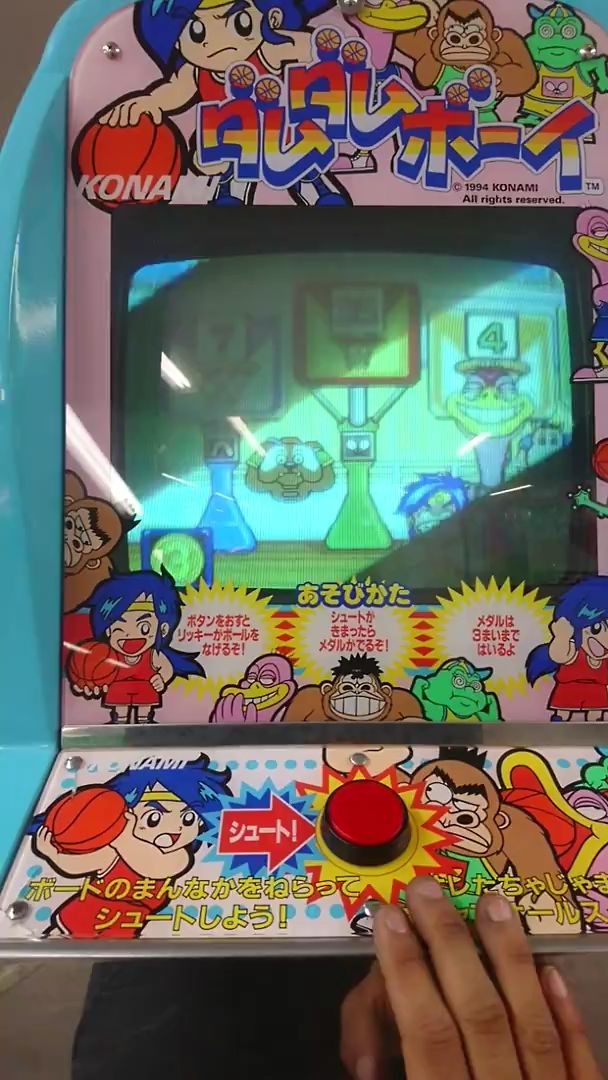 ダムダムボーイ
KONAMI
© 1994 KONAMI
TM
All rights reserved.
7
4
あそびかた
ボタンをおすと
リッキーがボールを
なげるぞ!
シュートが
きまったら
メダルがでるぞ!
メダルは
3まいまで
はいるよ
KONAMI
シュート!
ボードのまんなかをねらって
シュートしよう!